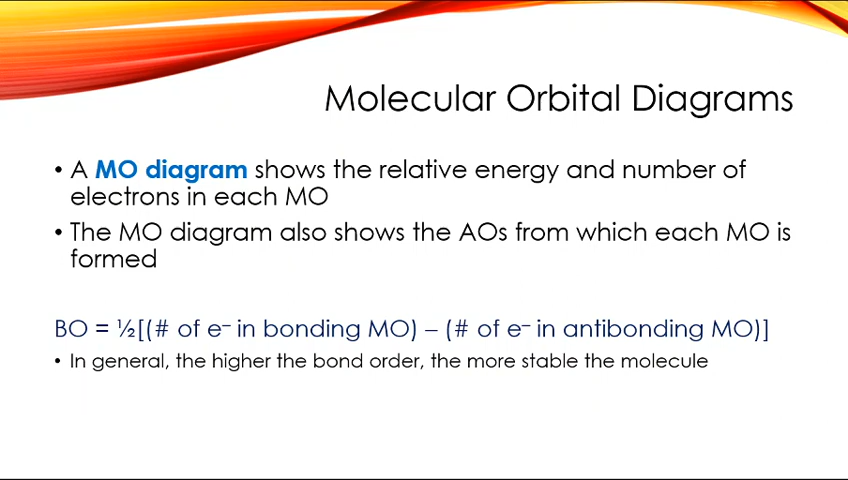 Molecular Orbital Diagrams
• A MO diagram shows the relative energy and number of
electrons in each MO
• The MO diagram also shows the AOs from which each MO is
formed
BO = ½[(# of e⁻ in bonding MO) – (# of e⁻ in antibonding MO)]
• In general, the higher the bond order, the more stable the molecule